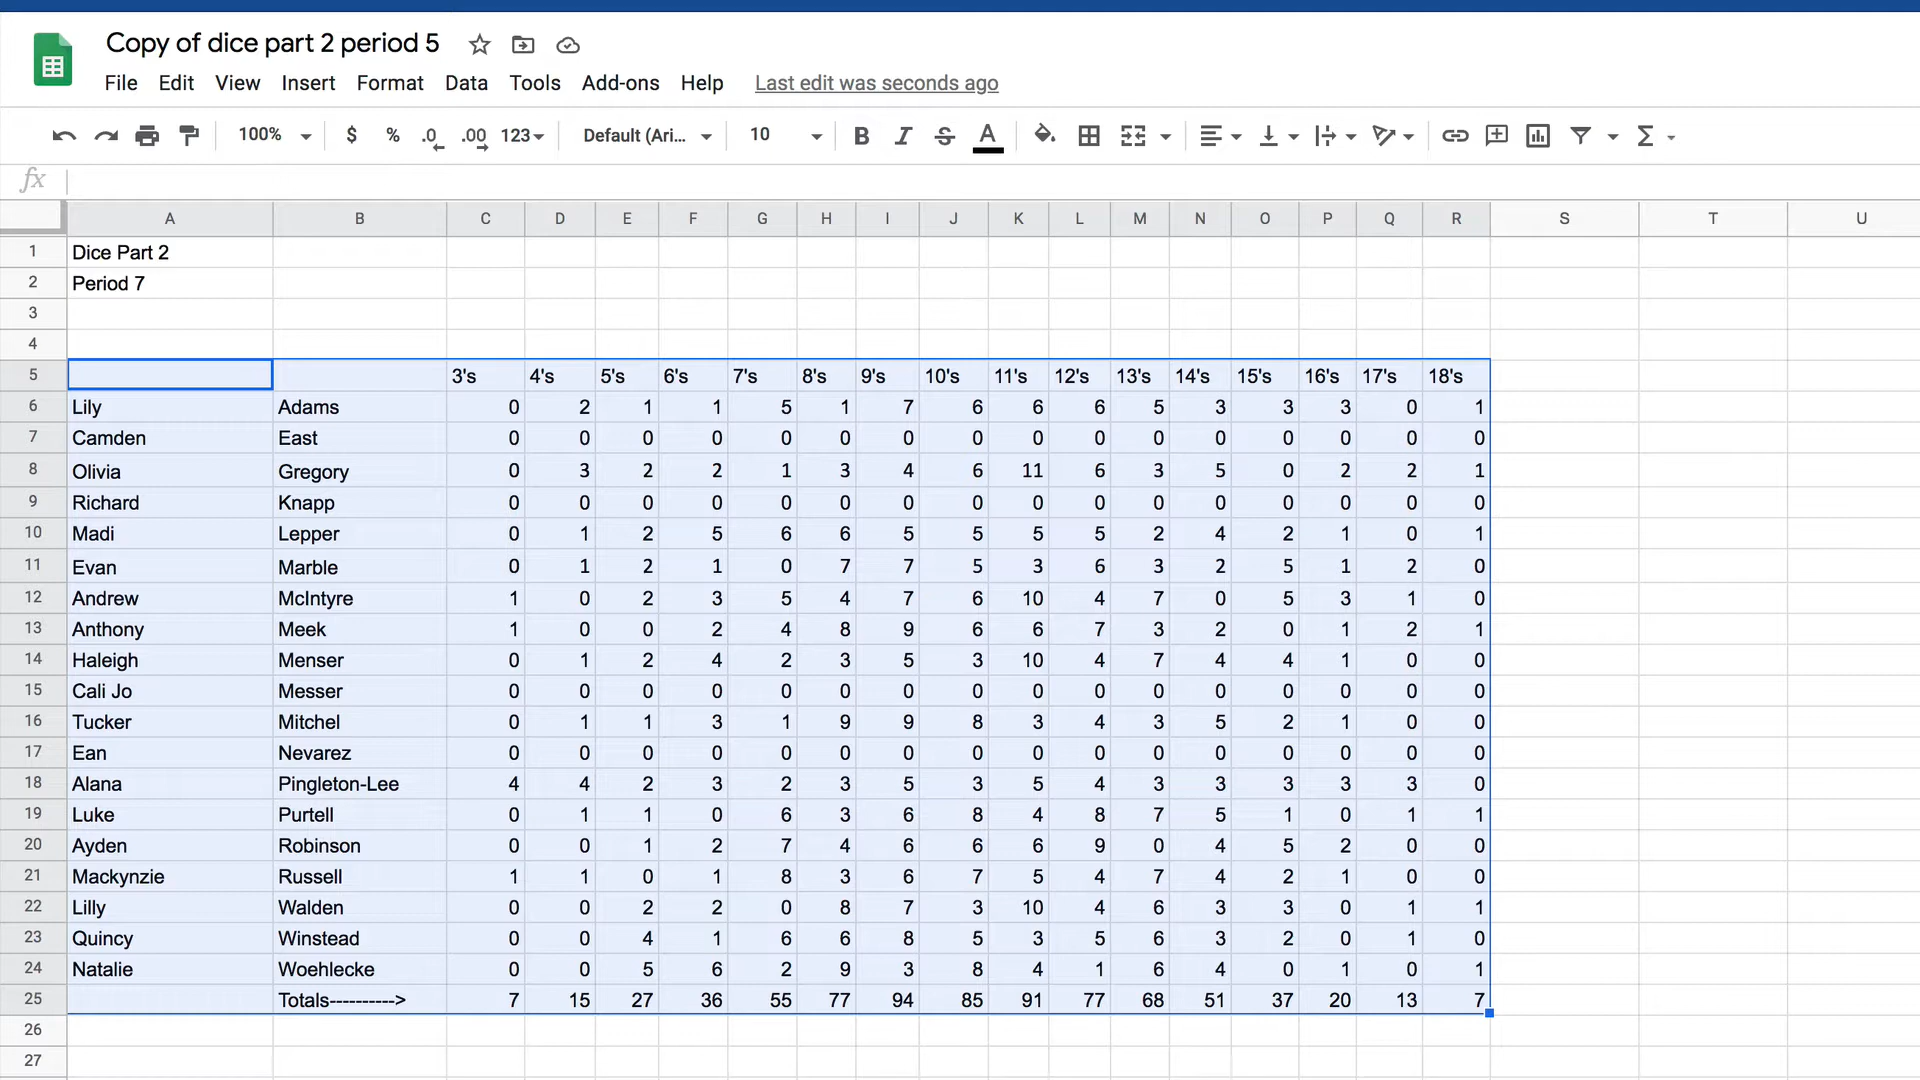 Copy of dice part 2 period 5
File Edit View Insert Format Data Tools Add-ons Help Last edit was seconds ago
100% $ % .0 .00 123 Default (Ari... 10 B I S A Σ
fx
A B C D E F G H I J K L M N O P Q R S T U
1 Dice Part 2
2 Period 7
3
4
5 3's 4's 5's 6's 7's 8's 9's 10's 11's 12's 13's 14's 15's 16's 17's 18's
6 Lily Adams 0 2 1 1 5 1 7 6 6 6 5 3 3 3 0 1
7 Camden East 0 0 0 0 0 0 0 0 0 0 0 0 0 0 0 0
8 Olivia Gregory 0 3 2 2 1 3 4 6 11 6 3 5 0 2 2 1
9 Richard Knapp 0 0 0 0 0 0 0 0 0 0 0 0 0 0 0 0
10 Madi Lepper 0 1 2 5 6 6 5 5 5 5 2 4 2 1 0 1
11 Evan Marble 0 1 2 1 0 7 7 5 3 6 3 2 5 1 2 0
12 Andrew McIntyre 1 0 2 3 5 4 7 6 10 4 7 0 5 3 1 0
13 Anthony Meek 1 0 0 2 4 8 9 6 6 7 3 2 0 1 2 1
14 Haleigh Menser 0 1 2 4 2 3 5 3 10 4 7 4 4 1 0 0
15 Cali Jo Messer 0 0 0 0 0 0 0 0 0 0 0 0 0 0 0 0
16 Tucker Mitchel 0 1 1 3 1 9 9 8 3 4 3 5 2 1 0 0
17 Ean Nevarez 0 0 0 0 0 0 0 0 0 0 0 0 0 0 0 0
18 Alana Pingleton-Lee 4 4 2 3 2 3 5 3 5 4 3 3 3 3 3 0
19 Luke Purtell 0 1 1 0 6 3 6 8 4 8 7 5 1 0 1 1
20 Ayden Robinson 0 0 1 2 7 4 6 6 6 9 0 4 5 2 0 0
21 Mackynzie Russell 1 1 0 1 8 3 6 7 5 4 7 4 2 1 0 0
22 Lilly Walden 0 0 2 2 0 8 7 3 10 4 6 3 3 0 1 1
23 Quincy Winstead 0 0 4 1 6 6 8 5 3 5 6 3 2 0 1 0
24 Natalie Woehlecke 0 0 5 6 2 9 3 8 4 1 6 4 0 1 0 1
25 Totals----------> 7 15 27 36 55 77 94 85 91 77 68 51 37 20 13 7
26
27